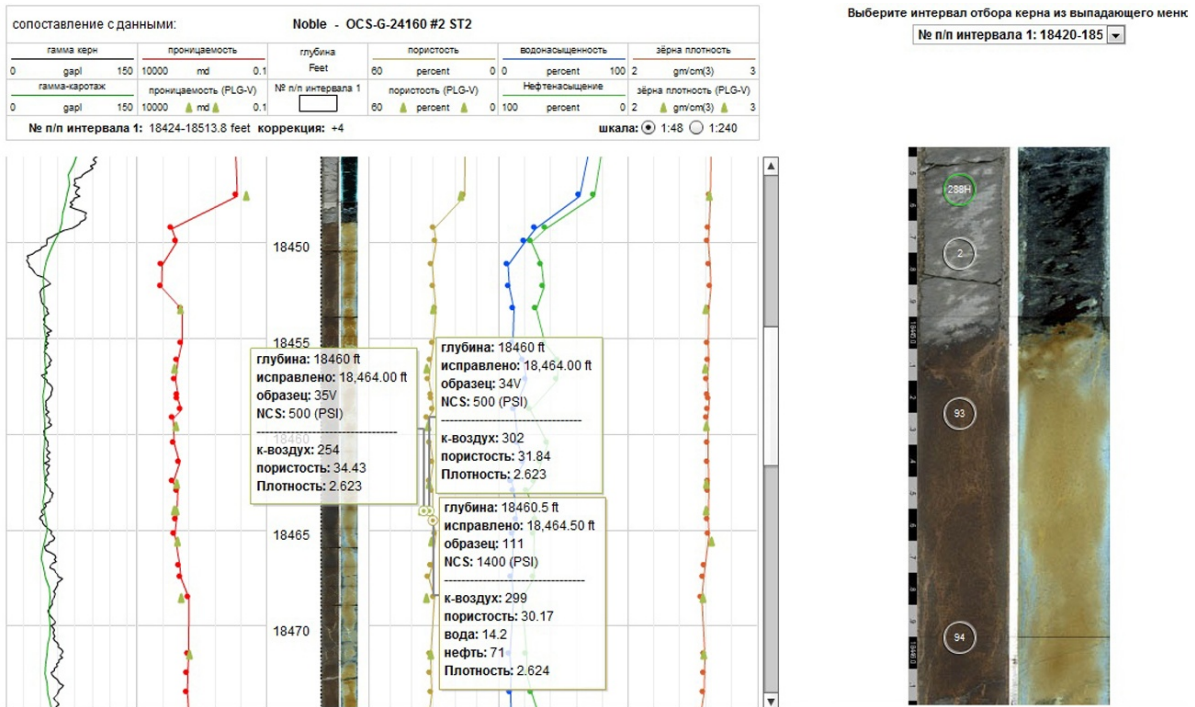 сопоставление с данными: Noble - OCS-G-24160 #2 ST2
гамма керн проницаемость глубина пористость водонасыщенность зёрна плотность
0 gapI 150 10000 md 0.1 Feet 60 percent 0 0 percent 100 2 gm/cm(3) 3
гамма-каротаж проницаемость (PLG-V) № п/п интервала 1 пористость (PLG-V) Нефтенасыщение зёрна плотность (PLG-V)
0 gapI 150 10000 md 0.1 60 percent 0 100 percent 0 2 gm/cm(3) 3
№ п/п интервала 1: 18424-18513.8 feet коррекция: +4 шкала: 1:48 1:240
18450
18455
18460
18465
18470
глубина: 18460 ft
исправлено: 18,464.00 ft
образец: 35V
NCS: 500 (PSI)
к-воздух: 254
пористость: 34.43
Плотность: 2.623
глубина: 18460 ft
исправлено: 18,464.00 ft
образец: 34V
NCS: 500 (PSI)
к-воздух: 302
пористость: 31.84
Плотность: 2.623
глубина: 18460.5 ft
исправлено: 18,464.50 ft
образец: 111
NCS: 1400 (PSI)
к-воздух: 299
пористость: 30.17
вода: 14.2
нефть: 71
Плотность: 2.624
Выберите интервал отбора керна из выпадающего меню
№ п/п интервала 1: 18420-185
288H
2
93
94